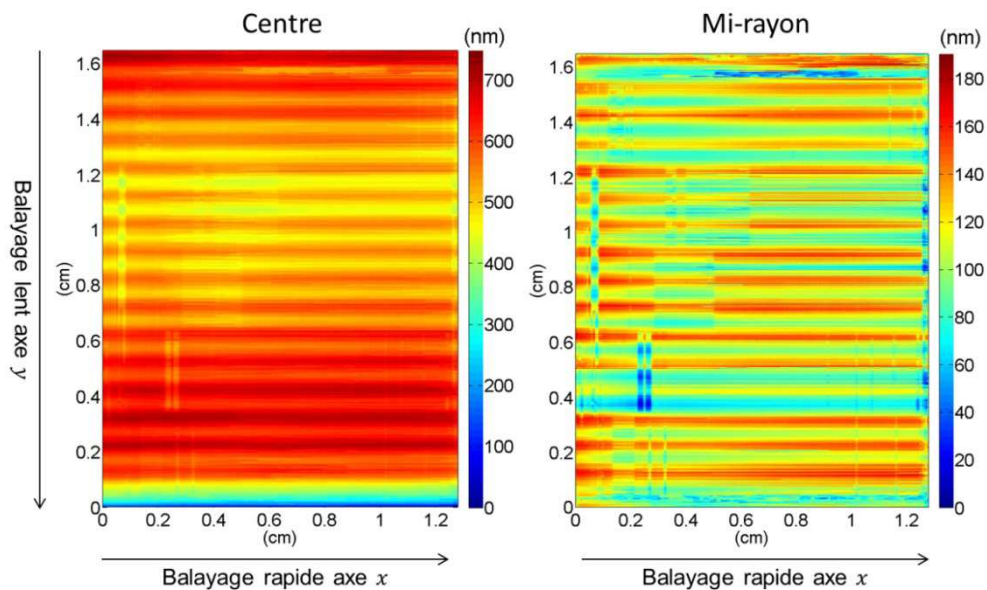 Centre
(nm)
700
600
500
400
300
200
100
0
1.6
1.4
1.2
1
0.8
0.6
0.4
0.2
0
(cm)
0 0.2 0.4 0.6 0.8 1 1.2
(cm)
Balayage lent axe y
Balayage rapide axe x
Mi-rayon
(nm)
180
160
140
120
100
80
60
40
20
0
1.6
1.4
1.2
1
0.8
0.6
0.4
0.2
0
(cm)
0 0.2 0.4 0.6 0.8 1 1.2
(cm)
Balayage rapide axe x